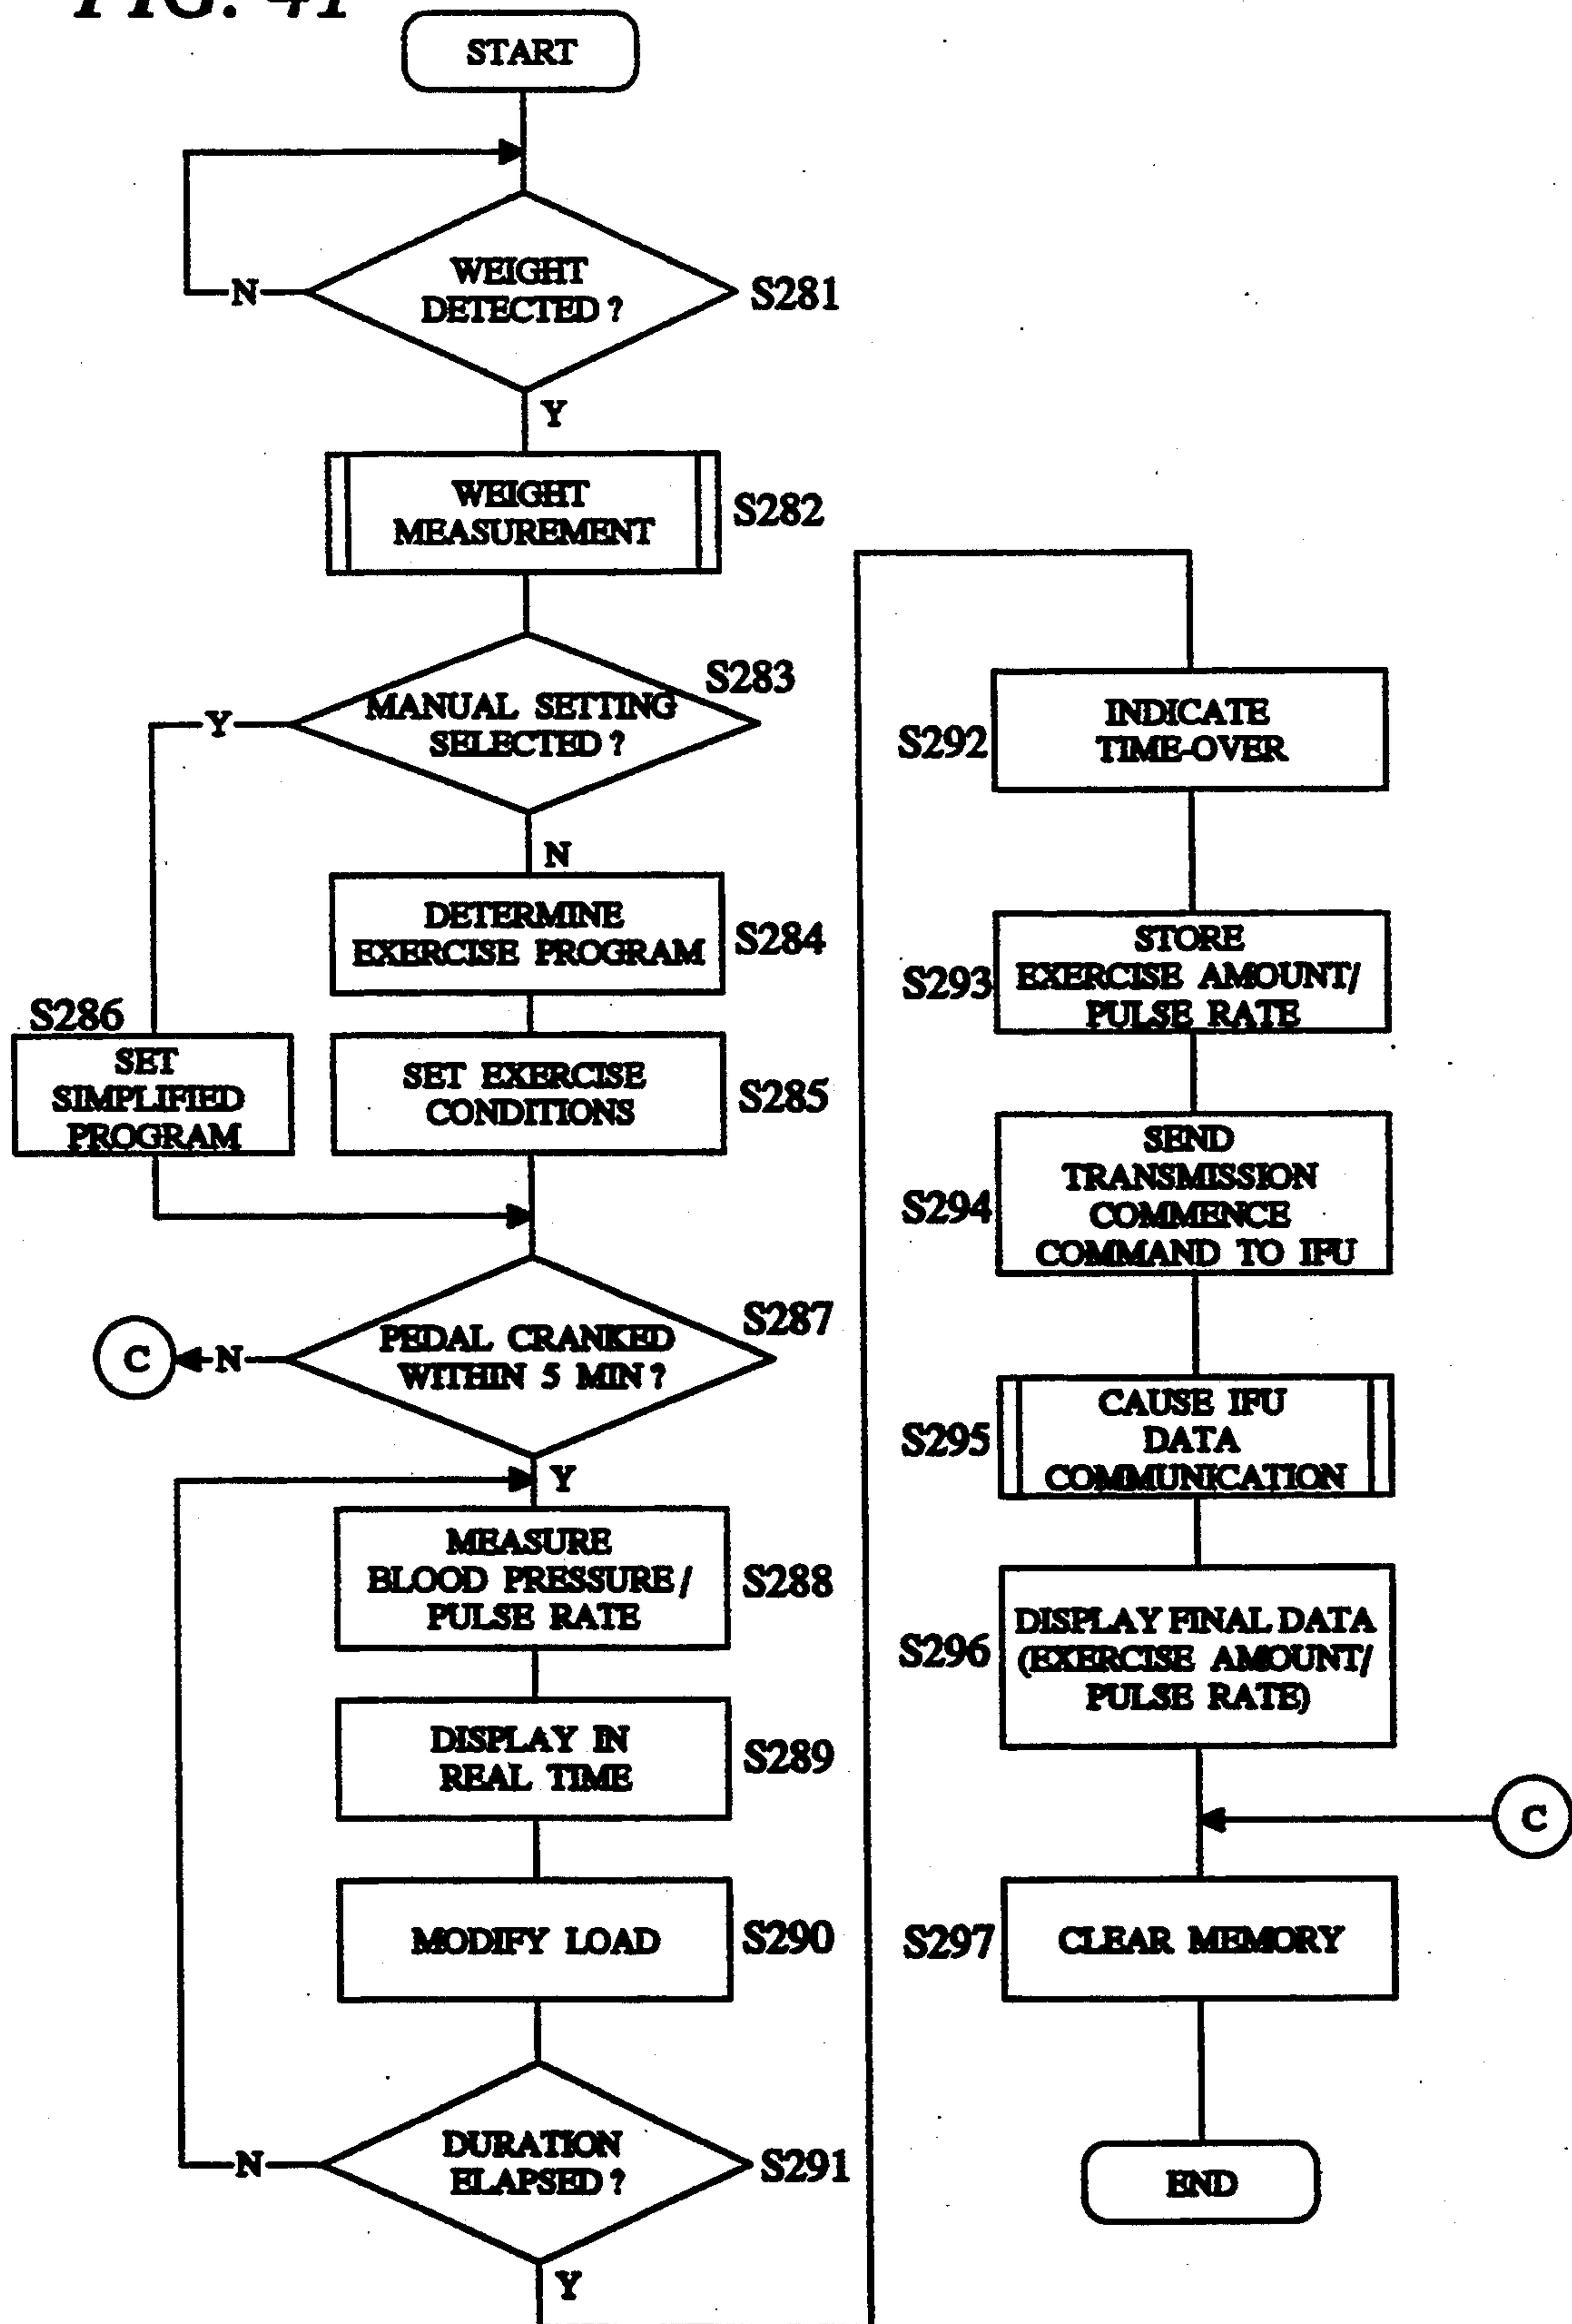 FIG. 41
START
WEIGHT
DETECTED ?
S281
N
Y
WEIGHT
MEASUREMENT
S282
S283
MANUAL SETTING
SELECTED ?
Y
N
DETERMINE
EXERCISE PROGRAM
S284
S286
SET
SIMPLIFIED
PROGRAM
SET EXERCISE
CONDITIONS
S285
S287
PEDAL CRANKED
WITHIN 5 MIN ?
C
N
Y
MEASURE
BLOOD PRESSURE /
PULSE RATE
S288
DISPLAY IN
REAL TIME
S289
MODIFY LOAD
S290
DURATION
ELAPSED ?
S291
N
Y
S292
INDICATE
TIME-OVER
S293
STORE
EXERCISE AMOUNT/
PULSE RATE
S294
SEND
TRANSMISSION
COMMENCE
COMMAND TO IFU
S295
CAUSE IFU
DATA
COMMUNICATION
S296
DISPLAY FINAL DATA
(EXERCISE AMOUNT/
PULSE RATE)
C
S297
CLEAR MEMORY
END